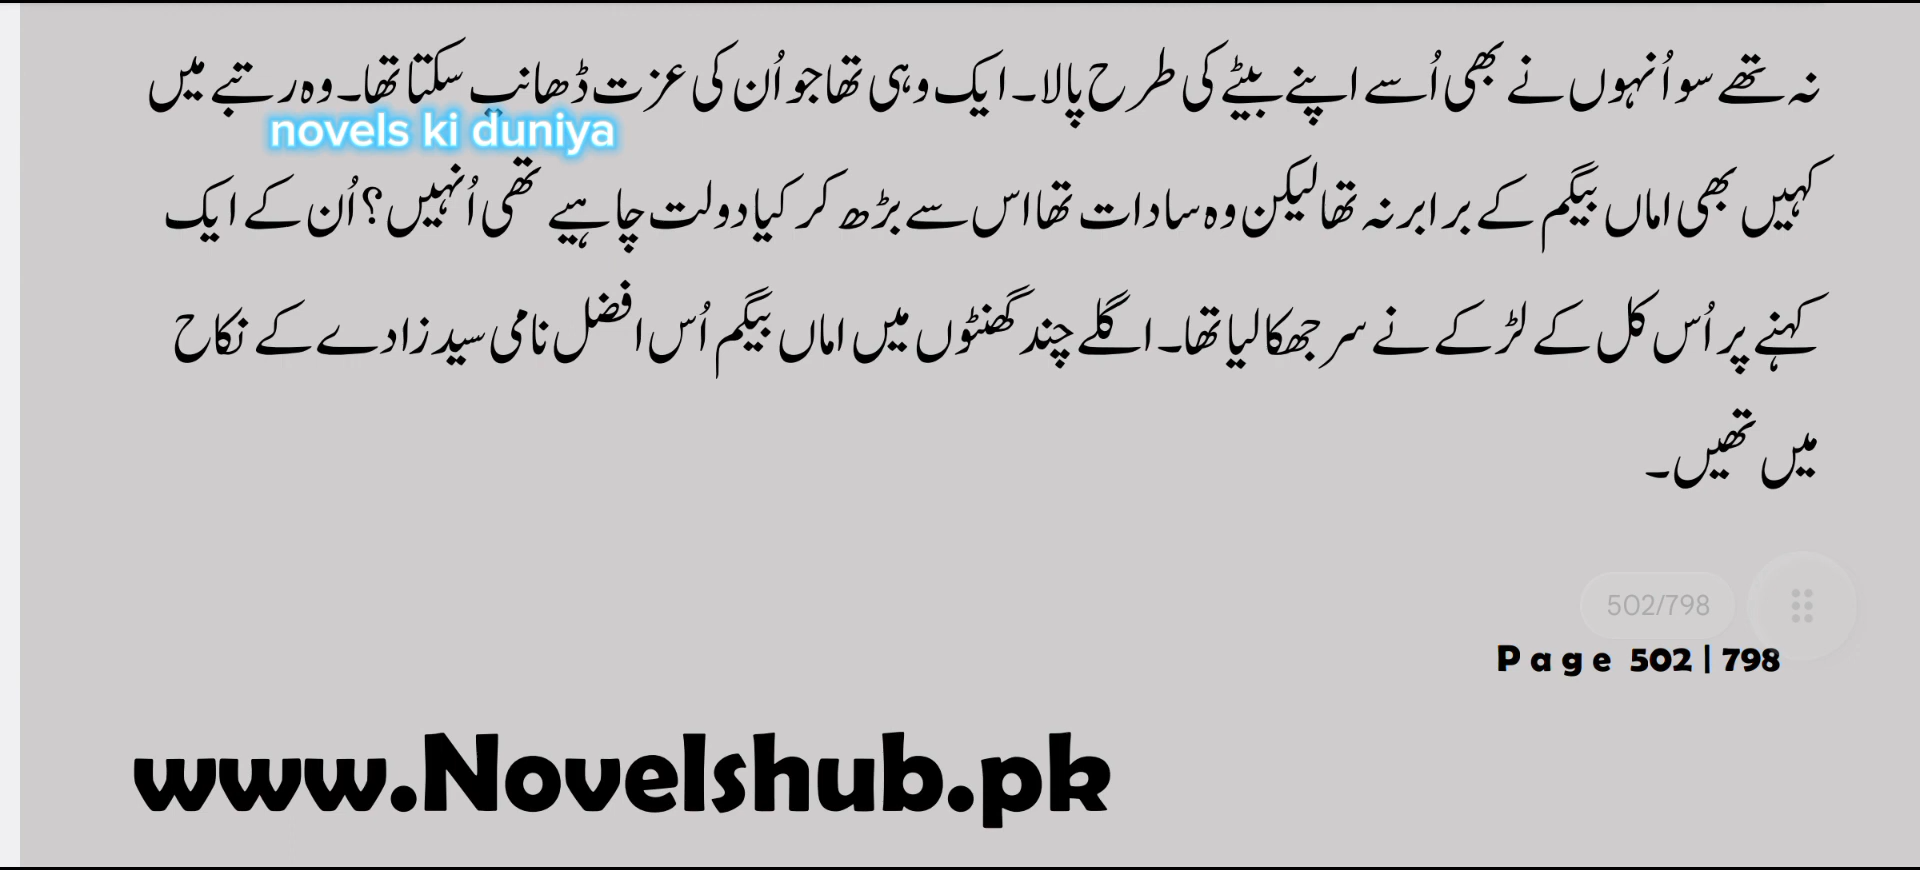 نہ تھے سو اُنہوں نے بھی اُسے اپنے بیٹے کی طرح پالا۔ ایک وہی تھا جو اُن کی عزت ڈھانپ سکتا تھا۔ وہ رتبے میں
novels ki duniya
کہیں بھی اماں بیگم کے برابر نہ تھا لیکن وہ سادات تھا اس سے بڑھ کر کیا دولت چاہیے تھی اُنہیں؟ اُن کے ایک
کہنے پر اُس کل کے لڑکے نے سر جھکا لیا تھا۔ اگلے چند گھنٹوں میں اماں بیگم اُس افضل نامی سید زادے کے نکاح
میں تھیں۔
502/798
Page 502 | 798
www.Novelshub.pk